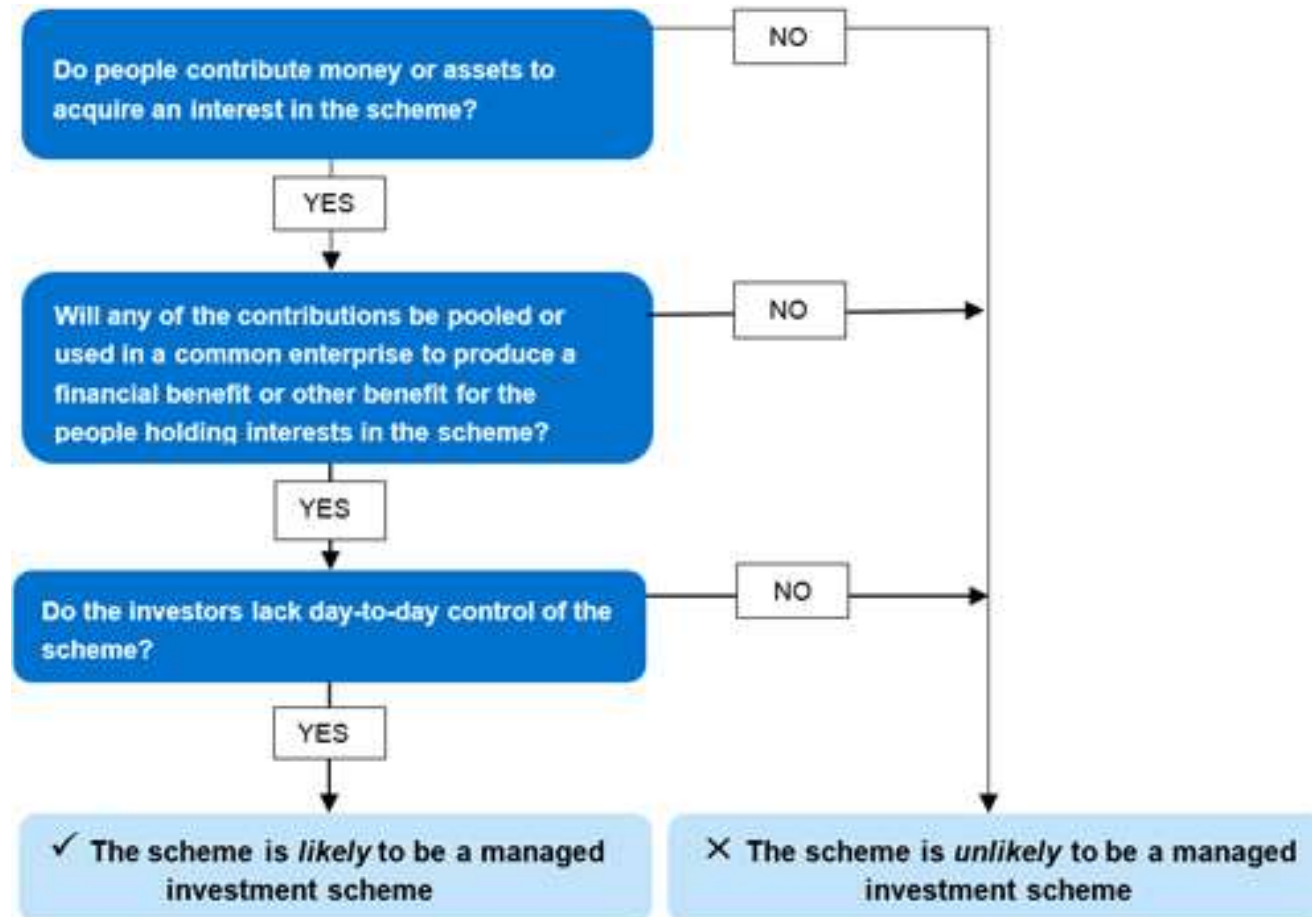 Do people contribute money or assets to
acquire an interest in the scheme?
NO
YES
Will any of the contributions be pooled or
used in a common enterprise to produce a
financial benefit or other benefit for the
people holding interests in the scheme?
NO
YES
Do the investors lack day-to-day control of the
scheme?
NO
YES
✓ The scheme is likely to be a managed
investment scheme
✕ The scheme is unlikely to be a managed
investment scheme